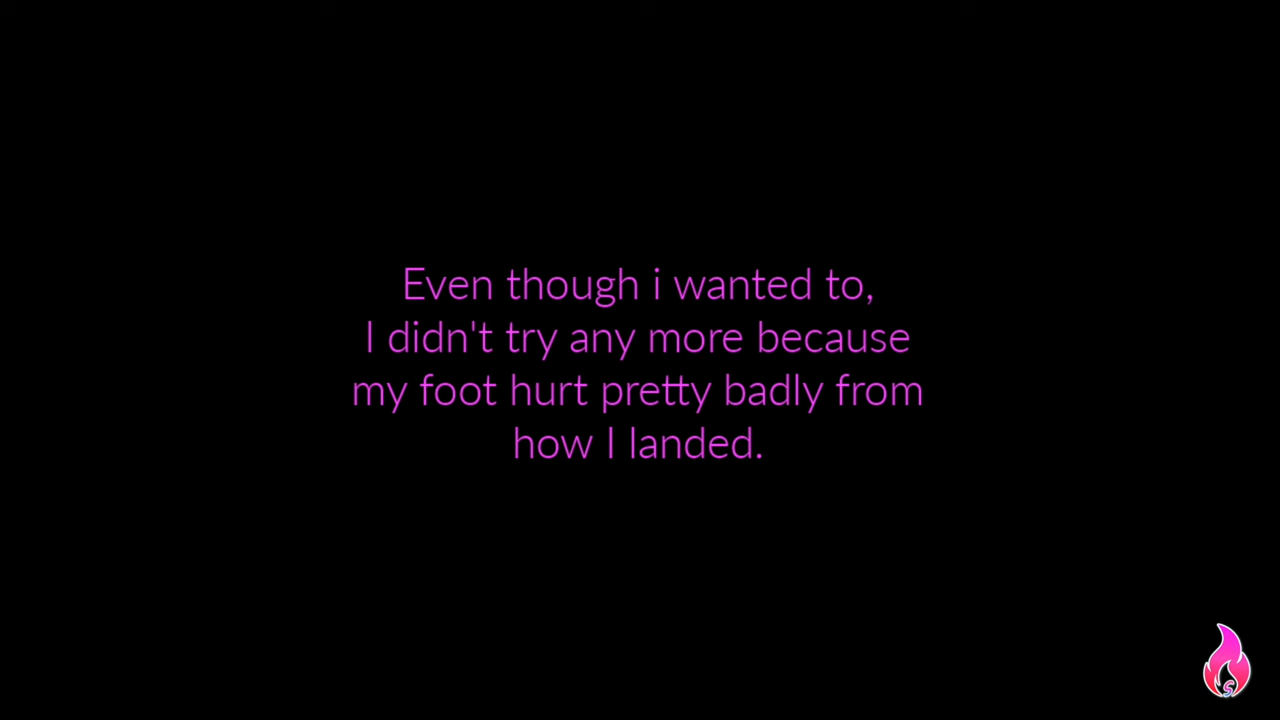 Even though i wanted to,
I didn't try any more because
my foot hurt pretty badly from
how I landed.
S